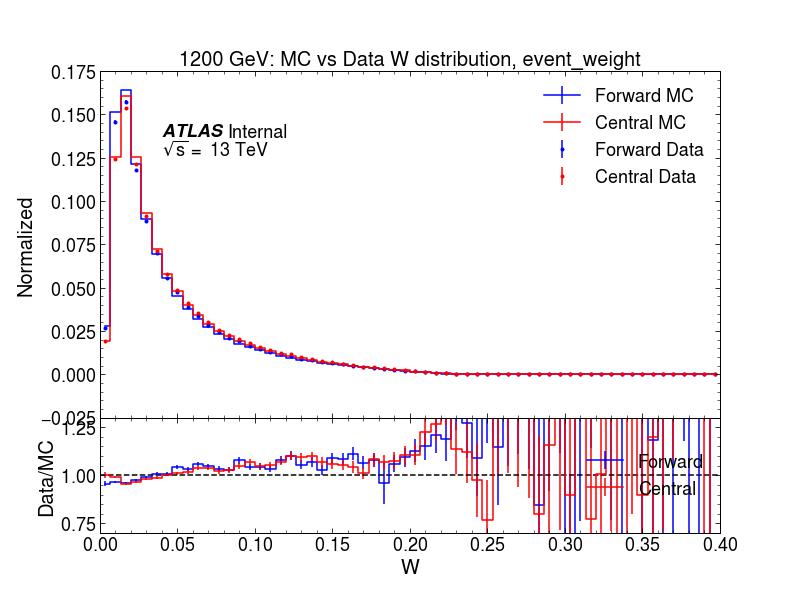 1200 GeV: MC vs Data W distribution, event_weight
0.175
0.150
0.125
0.100
0.075
0.050
0.025
0.000
−0.025
Normalized
ATLAS Internal
√s = 13 TeV
Forward MC
Central MC
Forward Data
Central Data
1.25
1.00
0.75
Data/MC
Forward
Central
0.00 0.05 0.10 0.15 0.20 0.25 0.30 0.35 0.40
W